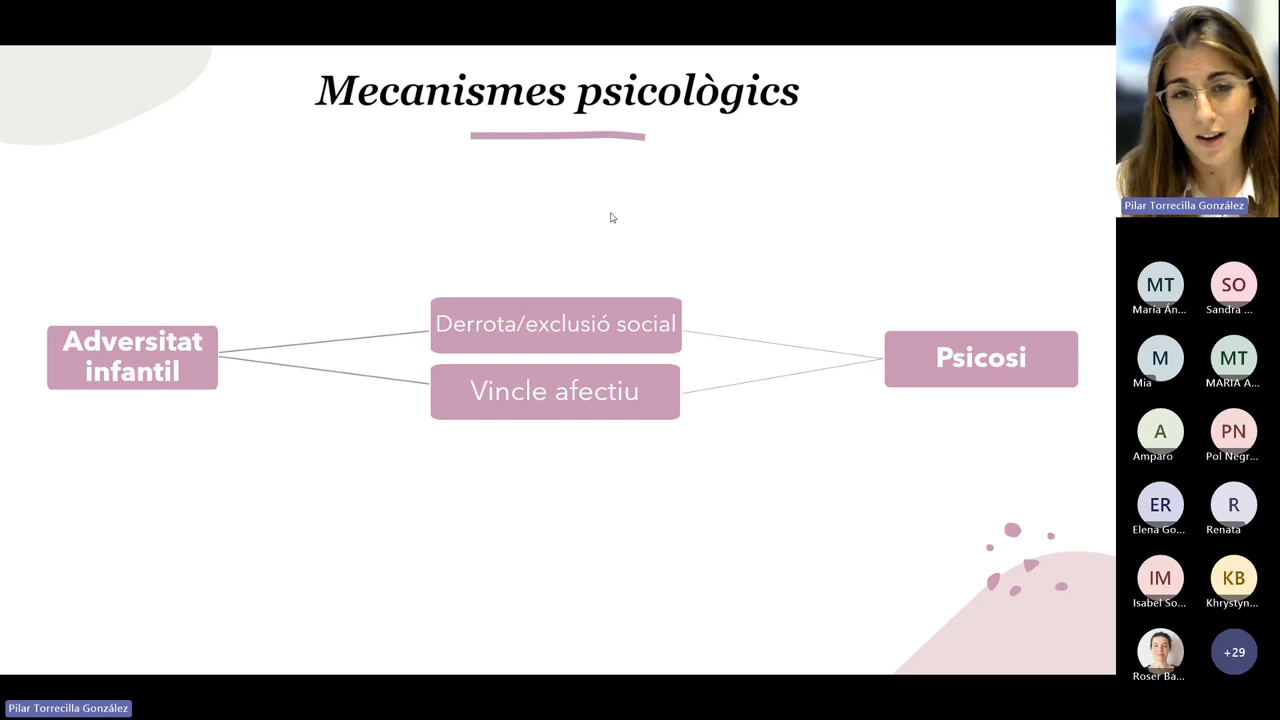 Mecanismes psicològics
Adversitat
infantil
Derrota/exclusió social
Vincle afectiu
Psicosi
Pilar Torrecilla González
MT
SO
María Án...
Sandra ...
M
MT
Mia
MARIA A...
A
PN
Amparo
Pol Negr...
ER
R
Elena Go...
Renata
IM
KB
Isabel So...
Khrystyn...
+29
Roser Ba...
Pilar Torrecilla González